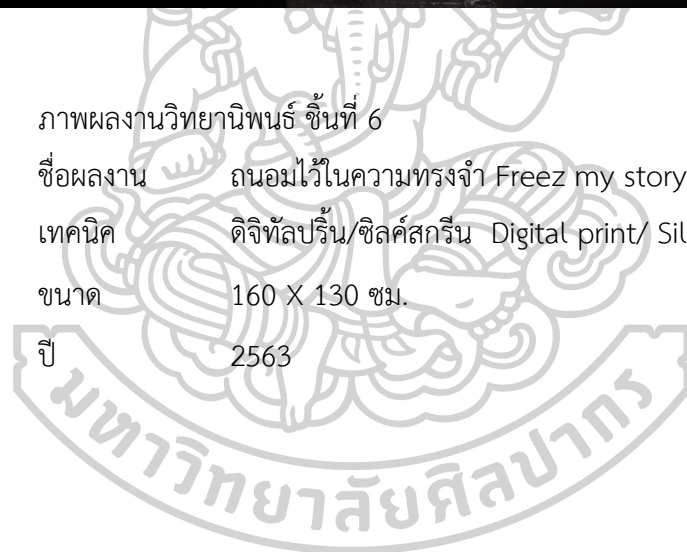 ภาพผลงานวิทยานิพนธ์ ชิ้นที่ 6
ชื่อผลงาน ถนอมไว้ในความทรงจำ Freez my story
เทคนิค ดิจิทัลปริ้น/ซิลค์สกรีน Digital print/ Sil
ขนาด 160 X 130 ซม.
ปี 2563
มหาวิทยาลัยศิลปากร